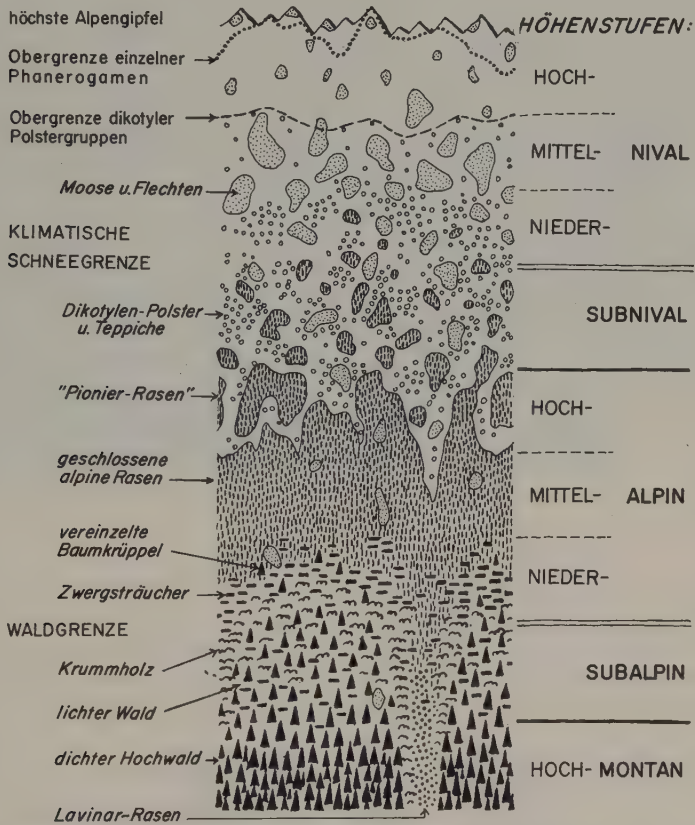 höchste Alpengipfel
HÖHENSTUFEN:
Obergrenze einzelner
Phanerogamen
HOCH-
Obergrenze dikotyler
Polstergruppen
MITTEL- NIVAL
Moose u. Flechten
KLIMATISCHE
NIEDER-
SCHNEEGRENZE
Dikotylen-Polster
u. Teppiche
SUBNIVAL
"Pionier-Rasen"
HOCH-
geschlossene
alpine Rasen
MITTEL- ALPIN
vereinzelte
Baumkrüppel
Zwergsträucher
NIEDER-
WALDGRENZE
Krummholz
SUBALPIN
lichter Wald
dichter Hochwald
HOCH- MONTAN
Lavinar-Rasen